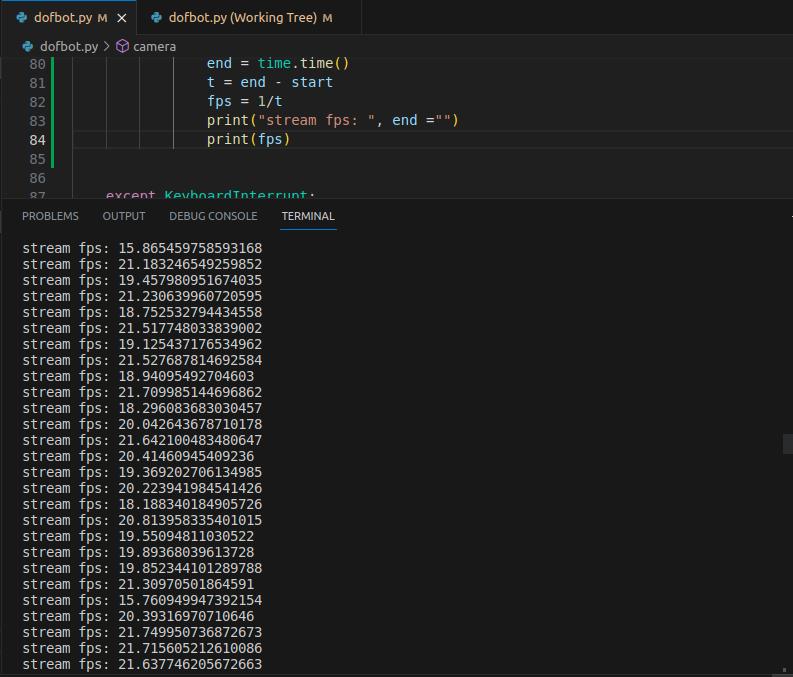 dofbot.py M × dofbot.py (Working Tree) M
dofbot.py > camera
80 end = time.time()
81 t = end - start
82 fps = 1/t
83 print("stream fps: ", end ="")
84 print(fps)
85
86
87 except KeyboardInterrupt:
PROBLEMS OUTPUT DEBUG CONSOLE TERMINAL
stream fps: 15.865459758593168
stream fps: 21.183246549259852
stream fps: 19.457980951674035
stream fps: 21.230639960720595
stream fps: 18.752532794434558
stream fps: 21.517748033839002
stream fps: 19.125437176534962
stream fps: 21.527687814692584
stream fps: 18.94095492704603
stream fps: 21.709985144696862
stream fps: 18.296083683030457
stream fps: 20.042643678710178
stream fps: 21.642100483480647
stream fps: 20.41460945409236
stream fps: 19.369202706134985
stream fps: 20.223941984541426
stream fps: 18.188340184905726
stream fps: 20.813958335401015
stream fps: 19.55094811030522
stream fps: 19.89368039613728
stream fps: 19.852344101289788
stream fps: 21.30970501864591
stream fps: 15.760949947392154
stream fps: 20.39316970710646
stream fps: 21.749950736872673
stream fps: 21.715605212610086
stream fps: 21.637746205672663